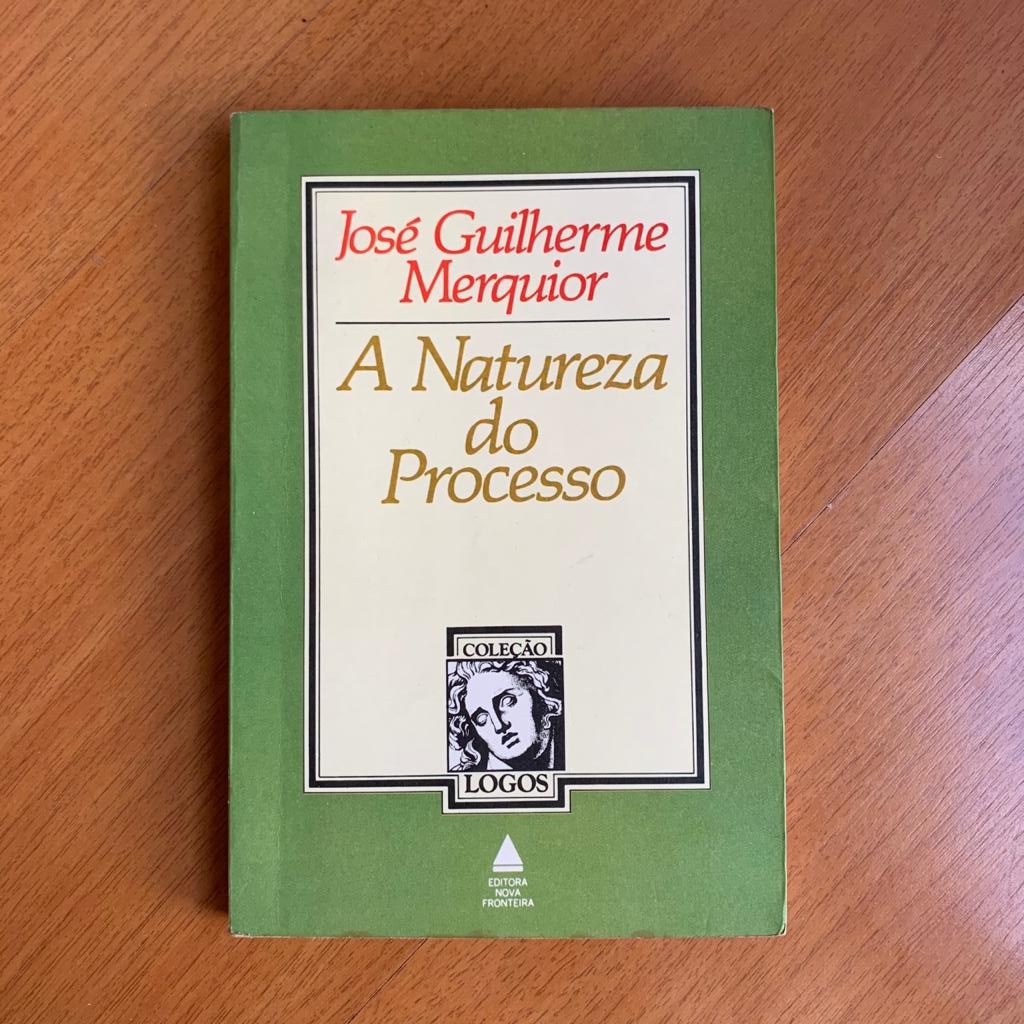 José Guilherme
Merquior
A Natureza
do
Processo
COLEÇÃO
LOGOS
EDITORA
NOVA
FRONTEIRA